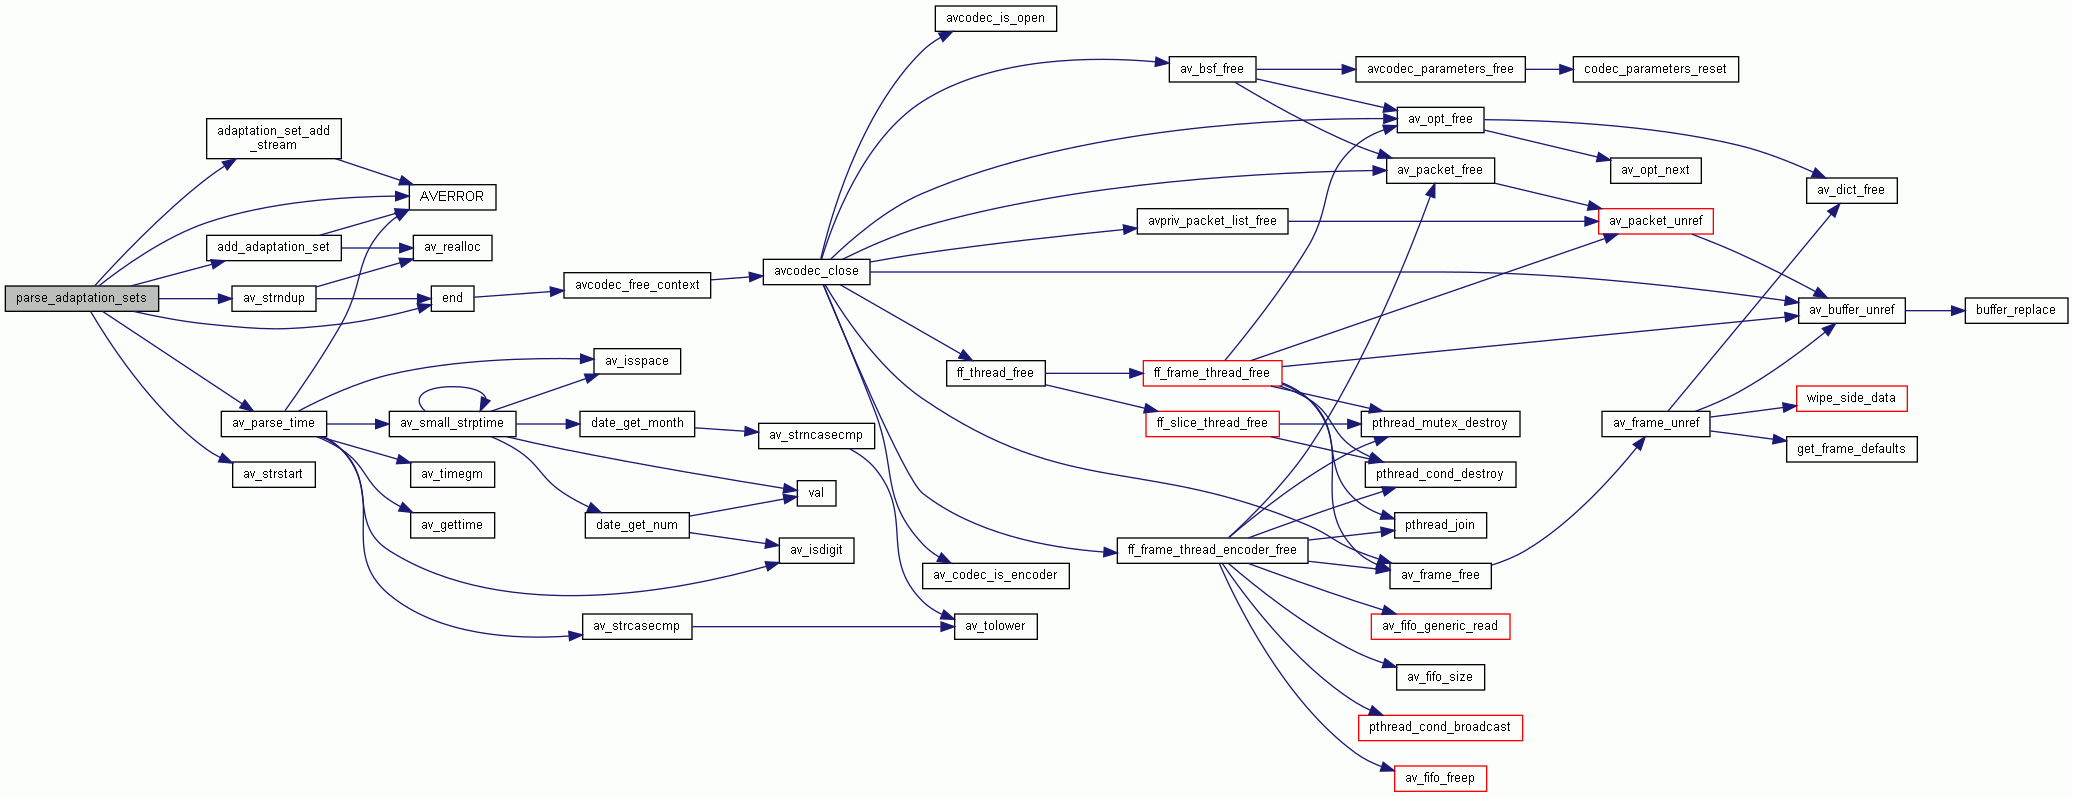 avcodec_is_open
av_bsf_free
avcodec_parameters_free
codec_parameters_reset
av_opt_free
adaptation_set_add
_stream
av_packet_free
av_opt_next
av_dict_free
AVERROR
avpriv_packet_list_free
av_packet_unref
add_adaptation_set
av_realloc
avcodec_close
avcodec_free_context
parse_adaptation_sets
av_strndup
end
av_buffer_unref
buffer_replace
av_isspace
ff_thread_free
ff_frame_thread_free
wipe_side_data
av_parse_time
av_small_strptime
date_get_month
av_strncasecmp
ff_slice_thread_free
pthread_mutex_destroy
av_frame_unref
get_frame_defaults
av_strstart
av_timegm
pthread_cond_destroy
val
av_gettime
date_get_num
pthread_join
av_isdigit
ff_frame_thread_encoder_free
av_codec_is_encoder
av_frame_free
av_strcasecmp
av_tolower
av_fifo_generic_read
av_fifo_size
pthread_cond_broadcast
av_fifo_freep